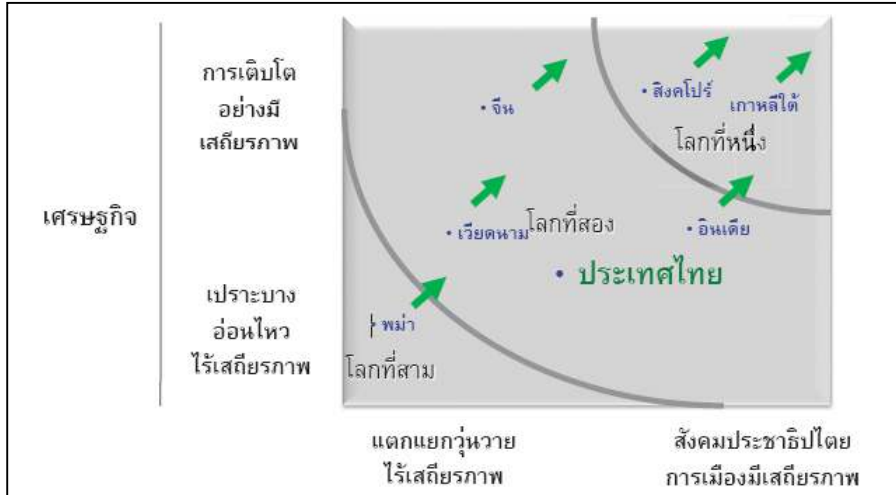 การเติบโต
อย่างมี
เสถียรภาพ
• จีน
• สิงคโปร์
เกาหลีใต้
โลกที่หนึ่ง
เศรษฐกิจ
• เวียดนาม
โลกที่สอง
• อินเดีย
• ประเทศไทย
เปราะบาง
อ่อนไหว
ไร้เสถียรภาพ
พม่า
โลกที่สาม
แตกแยกวุ่นวาย
ไร้เสถียรภาพ
สังคมประชาธิปไตย
การเมืองมีเสถียรภาพ